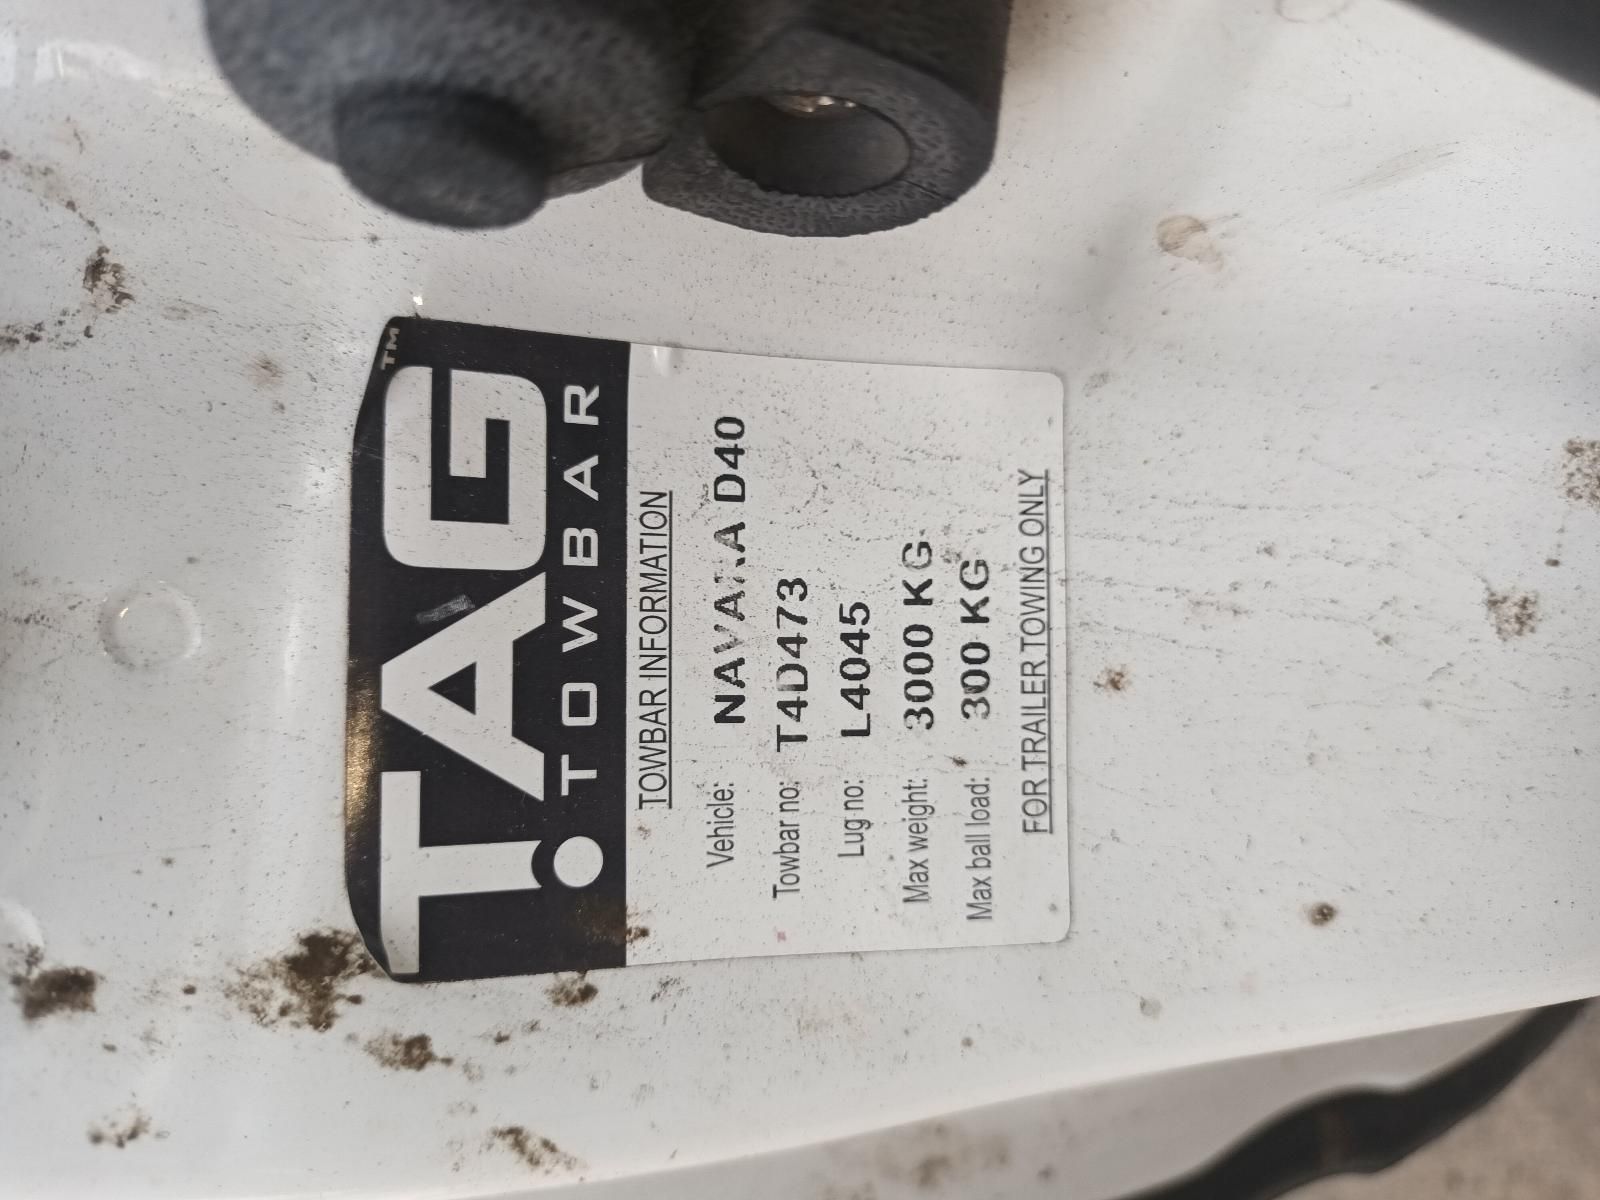 TAG™
TOWBAR
TOWBAR INFORMATION
Vehicle: NAVARA D40
Towbar no: T4D473
Lug no: L4045
Max weight: 3000 KG
Max ball load: 300 KG
FOR TRAILER TOWING ONLY